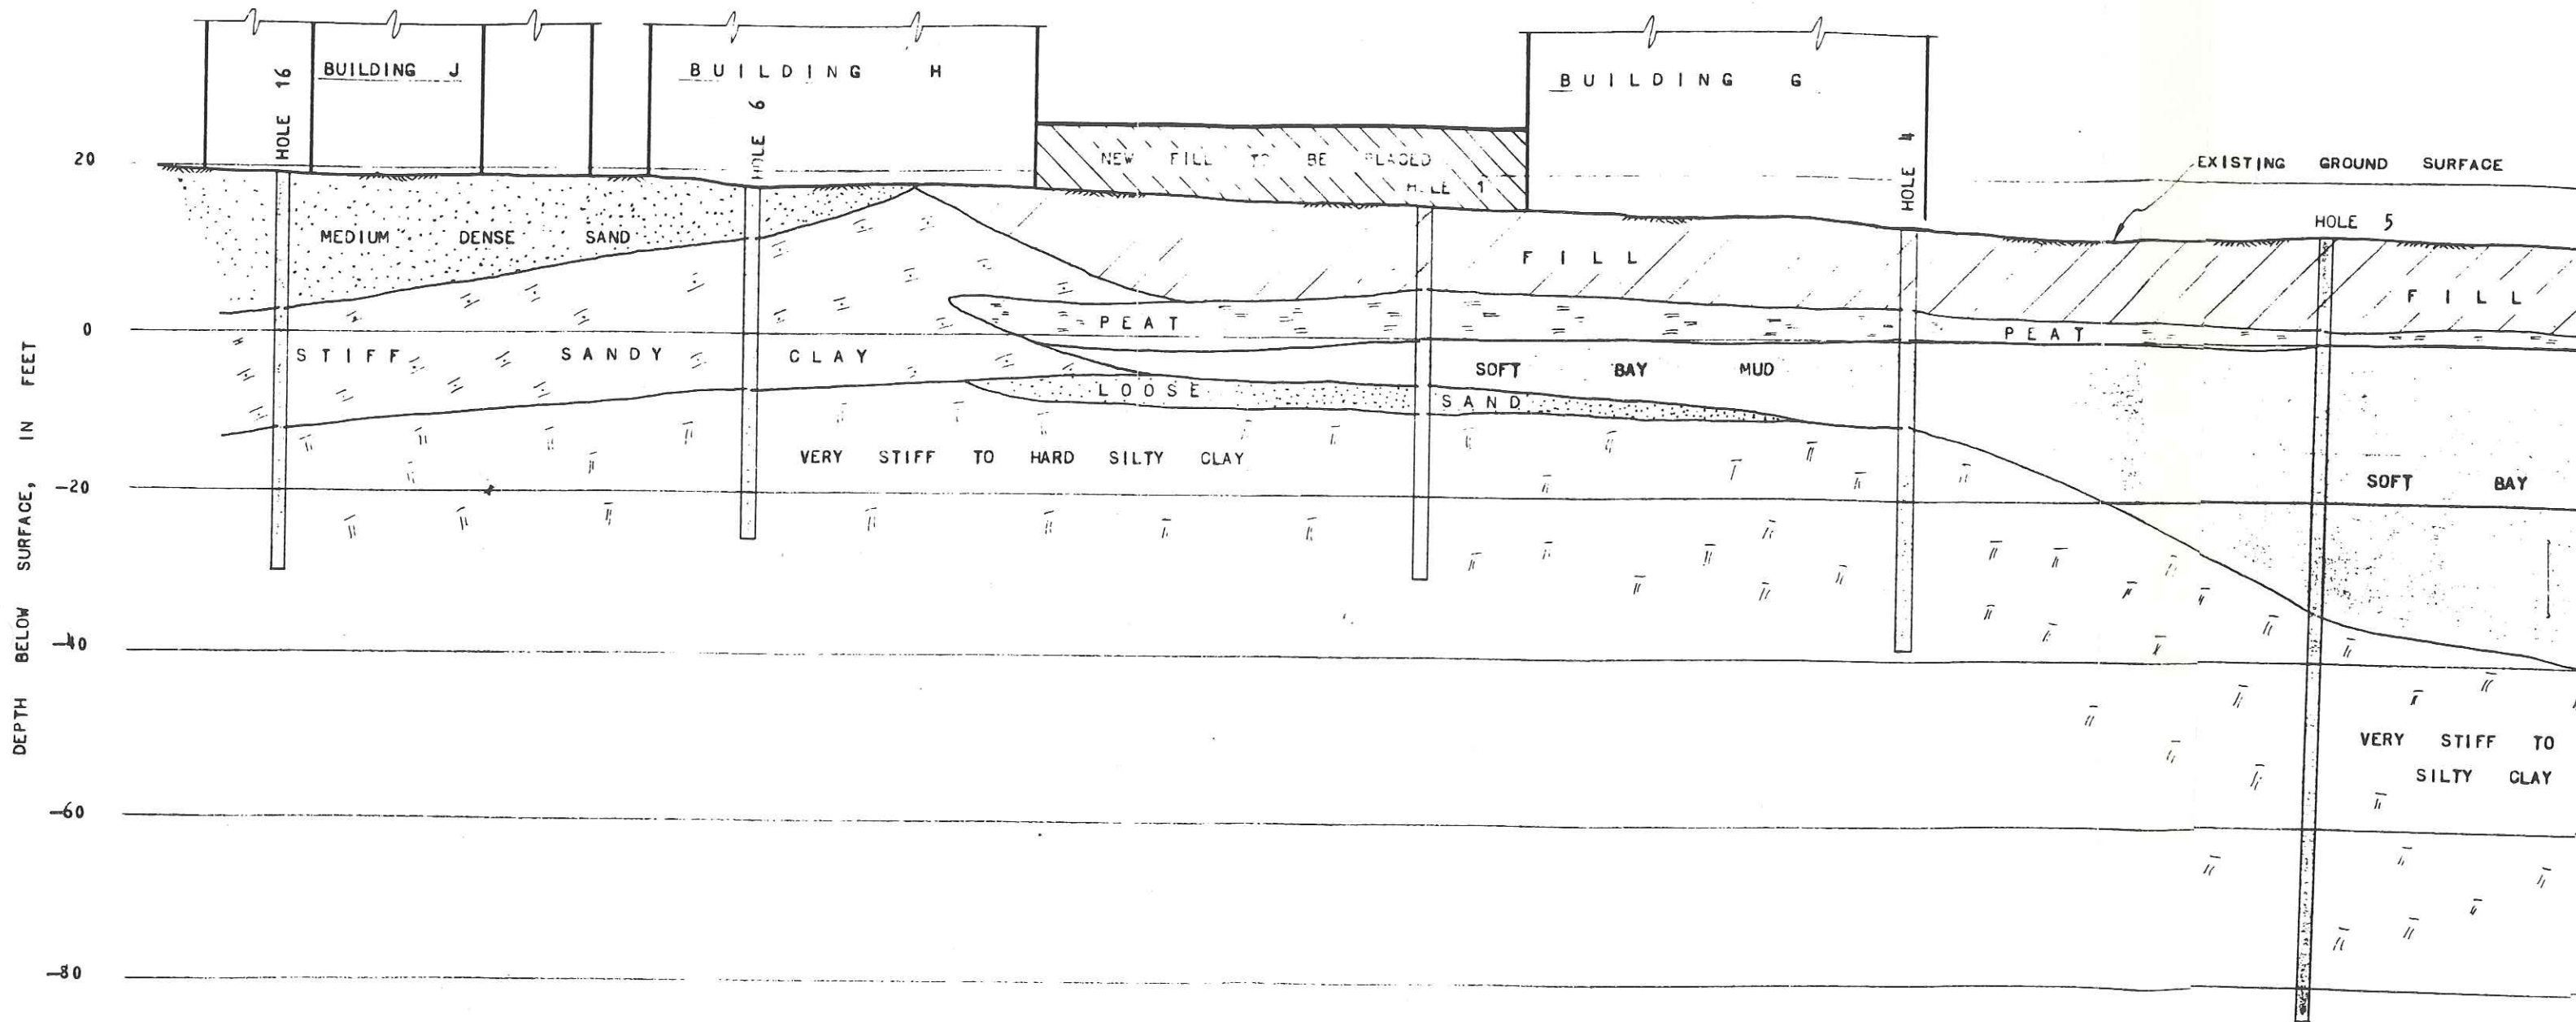 BUILDING J
BUILDING H
BUILDING G
HOLE 16
HOLE 6
HOLE 4
20
NEW FILL TO BE PLACED
HOLE 1
EXISTING GROUND SURFACE
HOLE 5
MEDIUM DENSE SAND
FILL
FILL
0
PEAT
PEAT
STIFF SANDY CLAY
SOFT BAY MUD
LOOSE SAND
VERY STIFF TO HARD SILTY CLAY
-20
SOFT BAY
DEPTH BELOW SURFACE, IN FEET
-40
VERY STIFF TO
SILTY CLAY
-60
-80